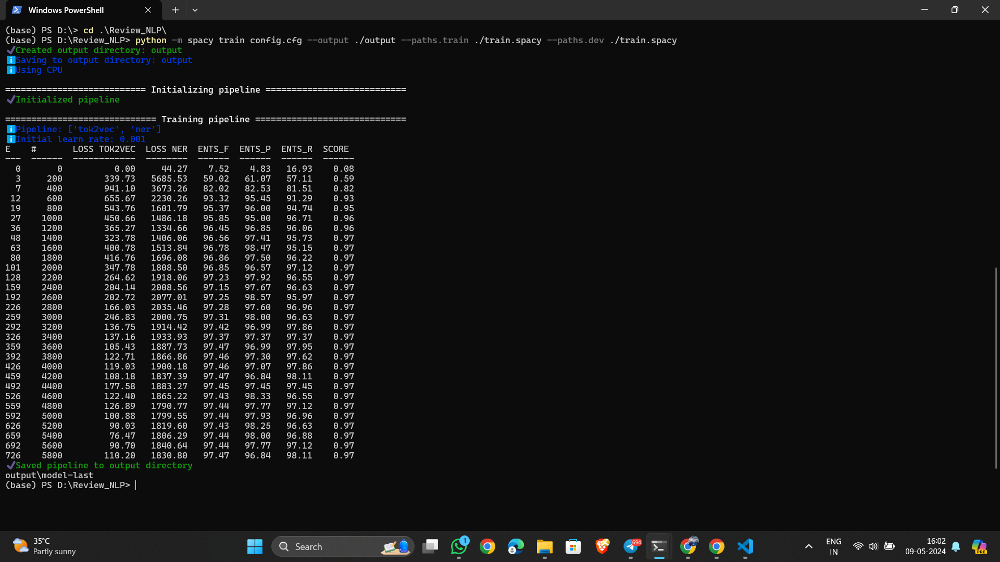 Windows PowerShell
(base) PS D:\> cd .\Review_NLP\
(base) PS D:\Review_NLP> python -m spacy train config.cfg --output ./output --paths.train ./train.spacy --paths.dev ./train.spacy
✔Created output directory: output
ℹSaving to output directory: output
ℹUsing CPU
=========================== Initializing pipeline ===========================
✔Initialized pipeline
============================= Training pipeline =============================
ℹPipeline: ['tok2vec', 'ner']
ℹInitial learn rate: 0.001
E    #       LOSS TOK2VEC  LOSS NER  ENTS_F  ENTS_P  ENTS_R  SCORE
---  ------  ------------  --------  ------  ------  ------  ------
  0       0          0.00     44.27    7.52    4.83   16.93    0.08
  3     200        339.73   5685.53   59.02   61.07   57.11    0.59
  7     400        941.10   3673.26   82.02   82.53   81.51    0.82
 12     600        655.67   2230.26   93.32   95.45   91.29    0.93
 19     800        543.76   1601.79   95.37   96.00   94.74    0.95
 27    1000        450.66   1486.18   95.85   95.00   96.71    0.96
 36    1200        365.27   1334.66   96.45   96.85   96.06    0.96
 48    1400        323.78   1406.06   96.56   97.41   95.73    0.97
 63    1600        400.78   1513.84   96.78   98.47   95.15    0.97
 80    1800        416.76   1696.08   96.86   97.50   96.22    0.97
101    2000        347.78   1808.50   96.85   96.57   97.12    0.97
128    2200        264.62   1918.06   97.23   97.92   96.55    0.97
159    2400        204.14   2008.56   97.15   97.67   96.63    0.97
192    2600        202.72   2077.01   97.25   98.57   95.97    0.97
226    2800        166.03   2035.46   97.28   97.60   96.96    0.97
259    3000        246.83   2000.75   97.31   98.00   96.63    0.97
292    3200        136.75   1914.42   97.42   96.99   97.86    0.97
326    3400        137.16   1933.93   97.37   97.37   97.37    0.97
359    3600        105.43   1887.73   97.47   96.99   97.95    0.97
392    3800        122.71   1866.86   97.46   97.30   97.62    0.97
426    4000        119.03   1900.18   97.46   97.07   97.86    0.97
459    4200        108.18   1837.39   97.47   96.84   98.11    0.97
492    4400        177.58   1883.27   97.45   97.45   97.45    0.97
526    4600        122.40   1865.22   97.43   98.33   96.55    0.97
559    4800        126.89   1790.77   97.44   97.77   97.12    0.97
592    5000        100.88   1799.55   97.44   97.93   96.96    0.97
626    5200         90.03   1819.60   97.43   98.25   96.63    0.97
659    5400         76.47   1806.29   97.44   98.00   96.88    0.97
692    5600         90.70   1840.64   97.44   97.77   97.12    0.97
726    5800        110.20   1830.80   97.47   96.84   98.11    0.97
✔Saved pipeline to output directory
output\model-last
(base) PS D:\Review_NLP>
35°C
Partly sunny
Search
1
694
ENG
IN
16:02
09-05-2024
PRE